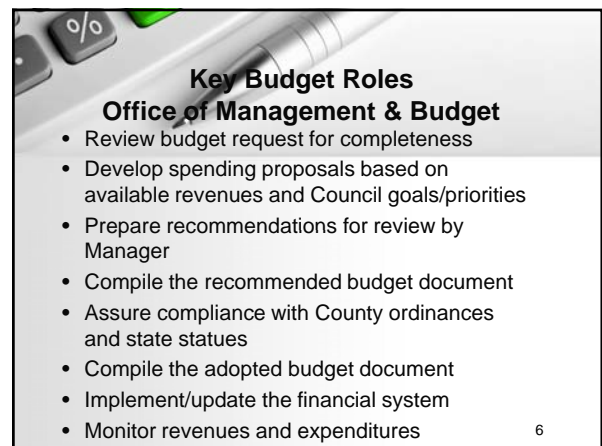 %
Key Budget Roles
Office of Management & Budget
• Review budget request for completeness
• Develop spending proposals based on
available revenues and Council goals/priorities
• Prepare recommendations for review by
Manager
• Compile the recommended budget document
• Assure compliance with County ordinances
and state statues
• Compile the adopted budget document
• Implement/update the financial system
• Monitor revenues and expenditures
6